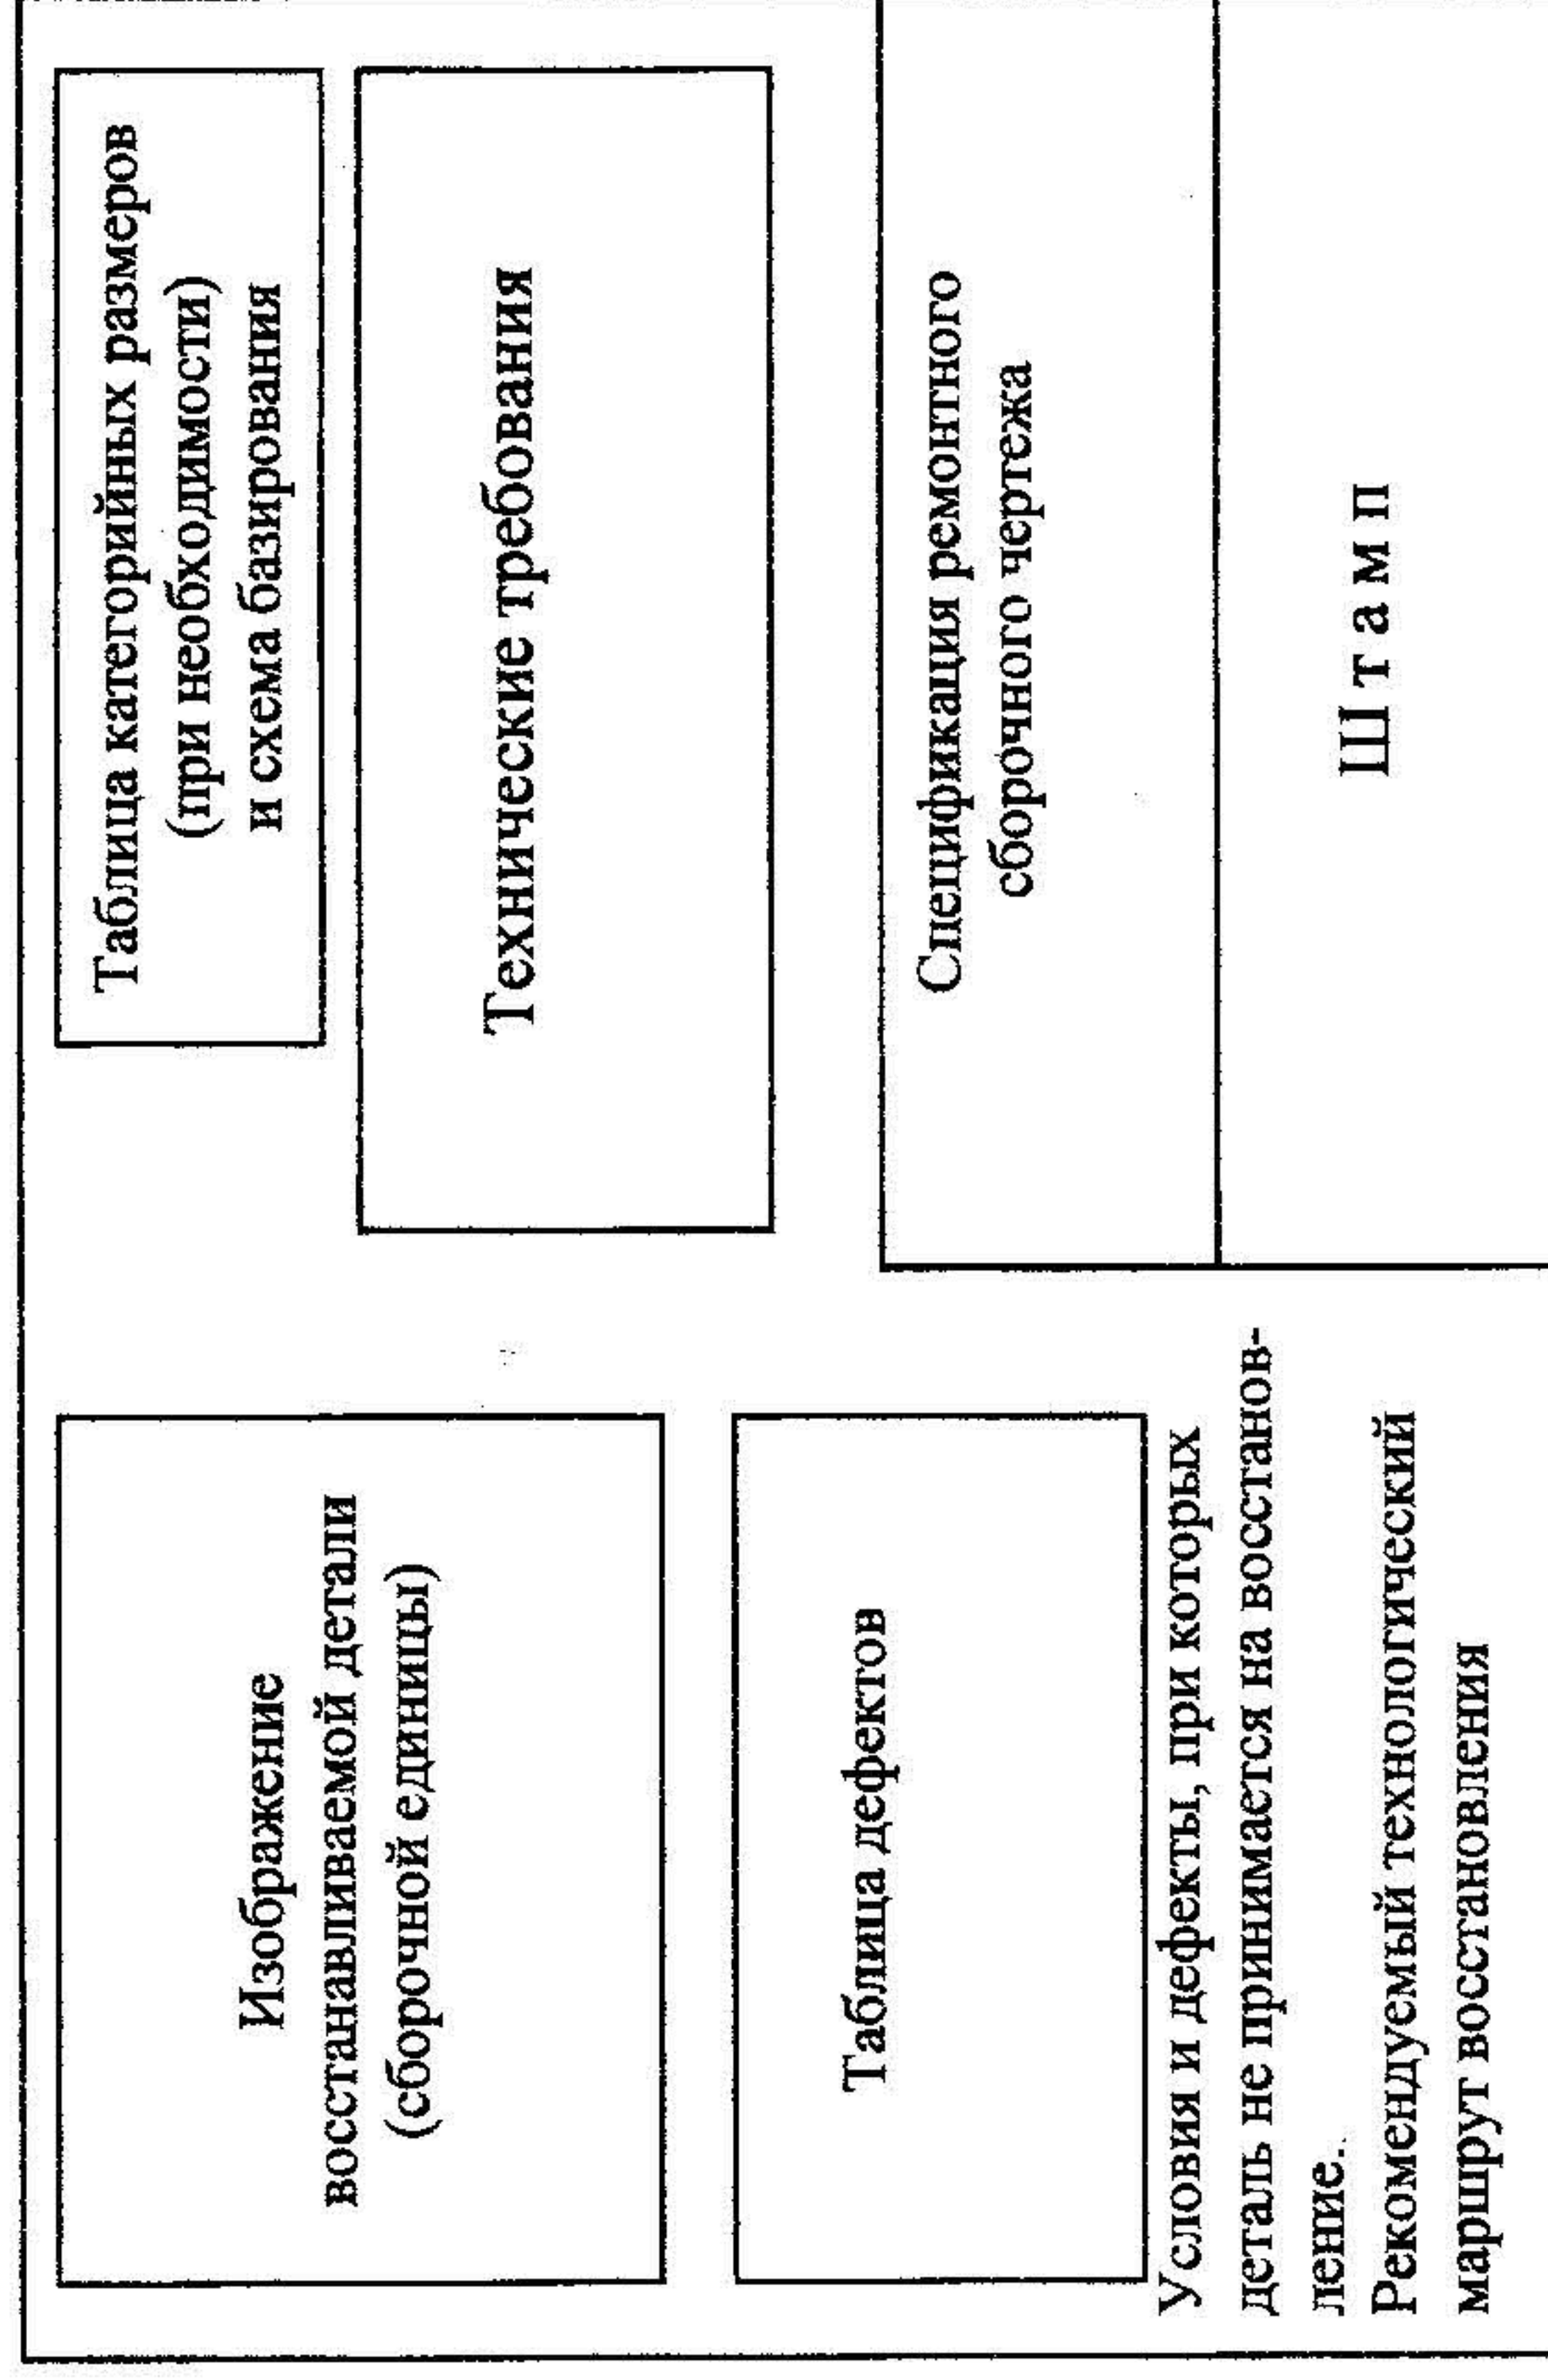 Изображение
восстанавливаемой детали
(сборочной единицы)
Таблица дефектов
Условия и дефекты, при которых
деталь не принимается на восстанов-
ление.
Рекомендуемый технологический
маршрут восстановления
Таблица категорийных размеров
(при необходимости)
и схема базирования
Технические требования
Спецификация ремонтного
сборочного чертежа
Штамп